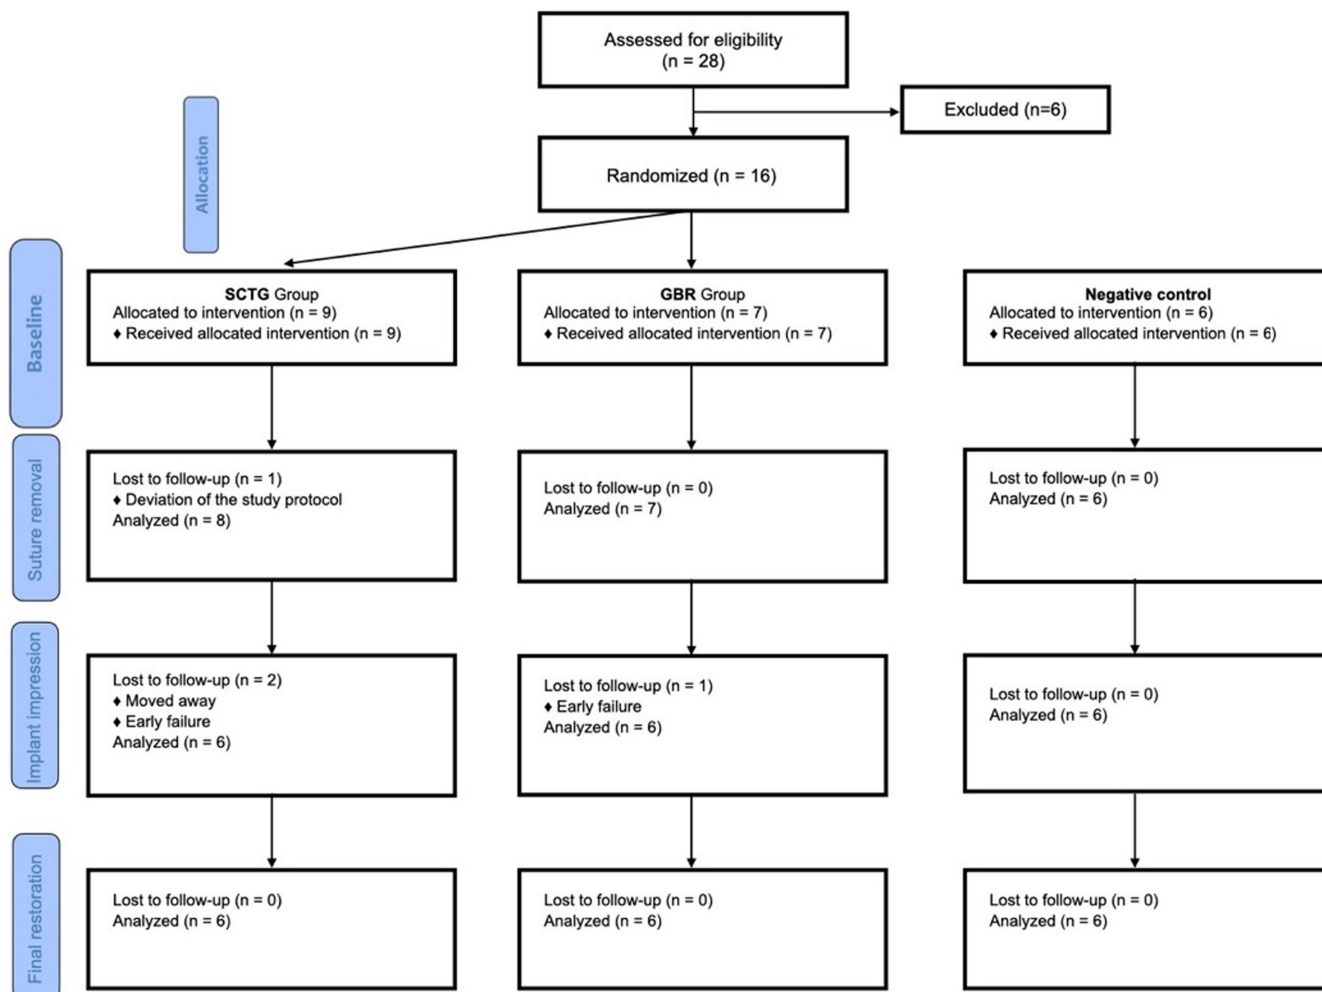 Assessed for eligibility
(n = 28)
Excluded (n=6)
Allocation
Randomized (n = 16)
Baseline
SCTG Group
Allocated to intervention (n = 9)
♦ Received allocated intervention (n = 9)
GBR Group
Allocated to intervention (n = 7)
♦ Received allocated intervention (n = 7)
Negative control
Allocated to intervention (n = 6)
♦ Received allocated intervention (n = 6)
Suture removal
Lost to follow-up (n = 1)
♦ Deviation of the study protocol
Analyzed (n = 8)
Lost to follow-up (n = 0)
Analyzed (n = 7)
Lost to follow-up (n = 0)
Analyzed (n = 6)
Implant impression
Lost to follow-up (n = 2)
♦ Moved away
♦ Early failure
Analyzed (n = 6)
Lost to follow-up (n = 1)
♦ Early failure
Analyzed (n = 6)
Lost to follow-up (n = 0)
Analyzed (n = 6)
Final restoration
Lost to follow-up (n = 0)
Analyzed (n = 6)
Lost to follow-up (n = 0)
Analyzed (n = 6)
Lost to follow-up (n = 0)
Analyzed (n = 6)